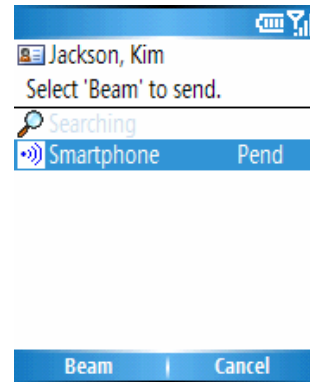 Jackson, Kim
Select 'Beam' to send.
Searching
Smartphone Pend
Beam Cancel